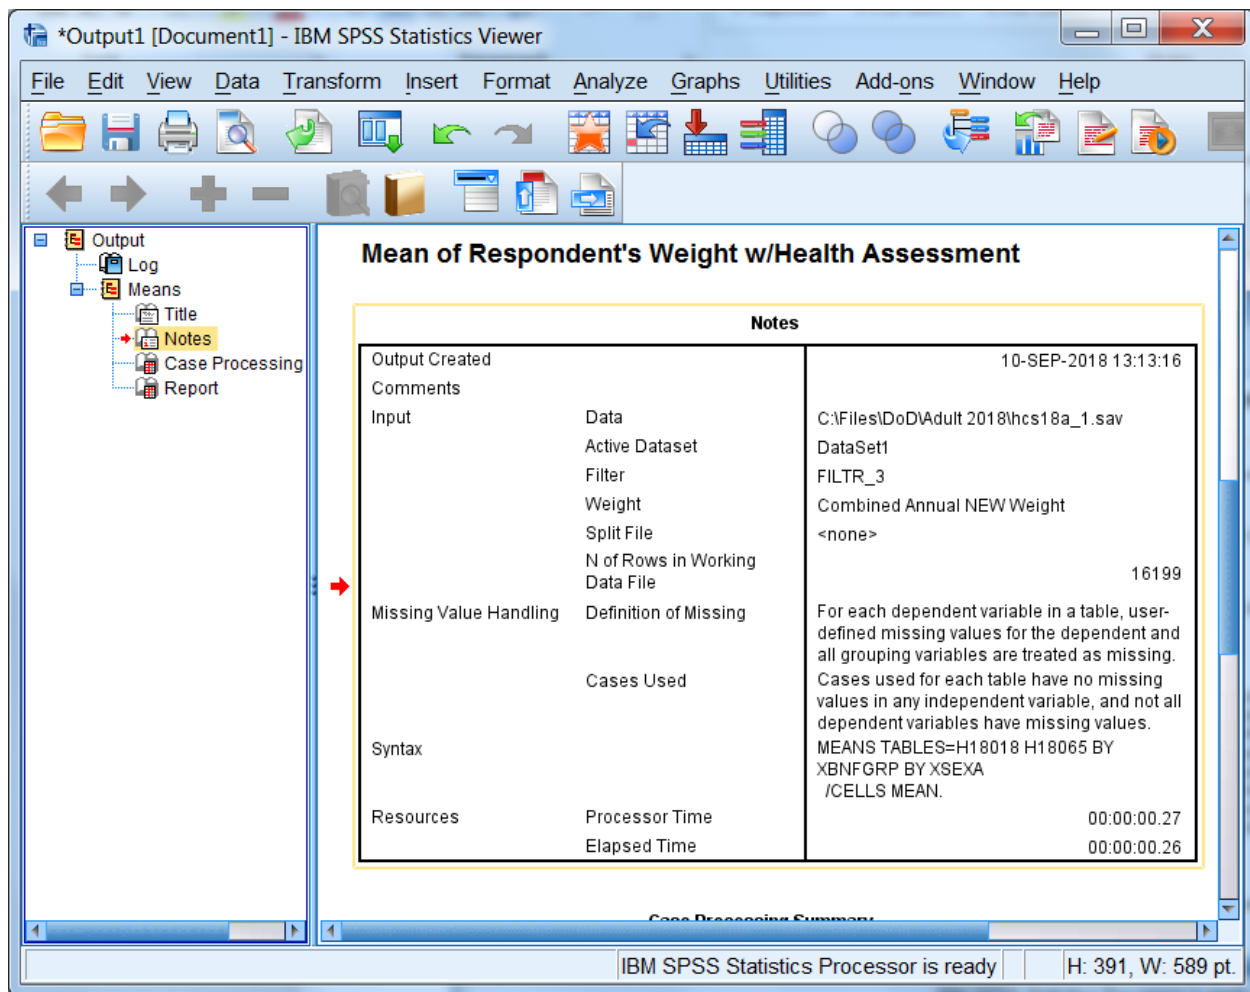 *Output1 [Document1] - IBM SPSS Statistics Viewer
File Edit View Data Transform Insert Format Analyze Graphs Utilities Add-ons Window Help
Output
Log
Means
Title
Notes
Case Processing
Report
Mean of Respondent's Weight w/Health Assessment
Notes
Output Created 10-SEP-2018 13:13:16
Comments
Input Data C:\Files\DoD\Adult 2018\hcs18a_1.sav
Active Dataset DataSet1
Filter FILTR_3
Weight Combined Annual NEW Weight
Split File <none>
N of Rows in Working
Data File 16199
Missing Value Handling Definition of Missing For each dependent variable in a table, user-
defined missing values for the dependent and
all grouping variables are treated as missing.
Cases Used Cases used for each table have no missing
values in any independent variable, and not all
dependent variables have missing values.
Syntax MEANS TABLES=H18018 H18065 BY
XBNFGRP BY XSEXA
/CELLS MEAN.
Resources Processor Time 00:00:00.27
Elapsed Time 00:00:00.26
Case Processing Summary
IBM SPSS Statistics Processor is ready H: 391, W: 589 pt.